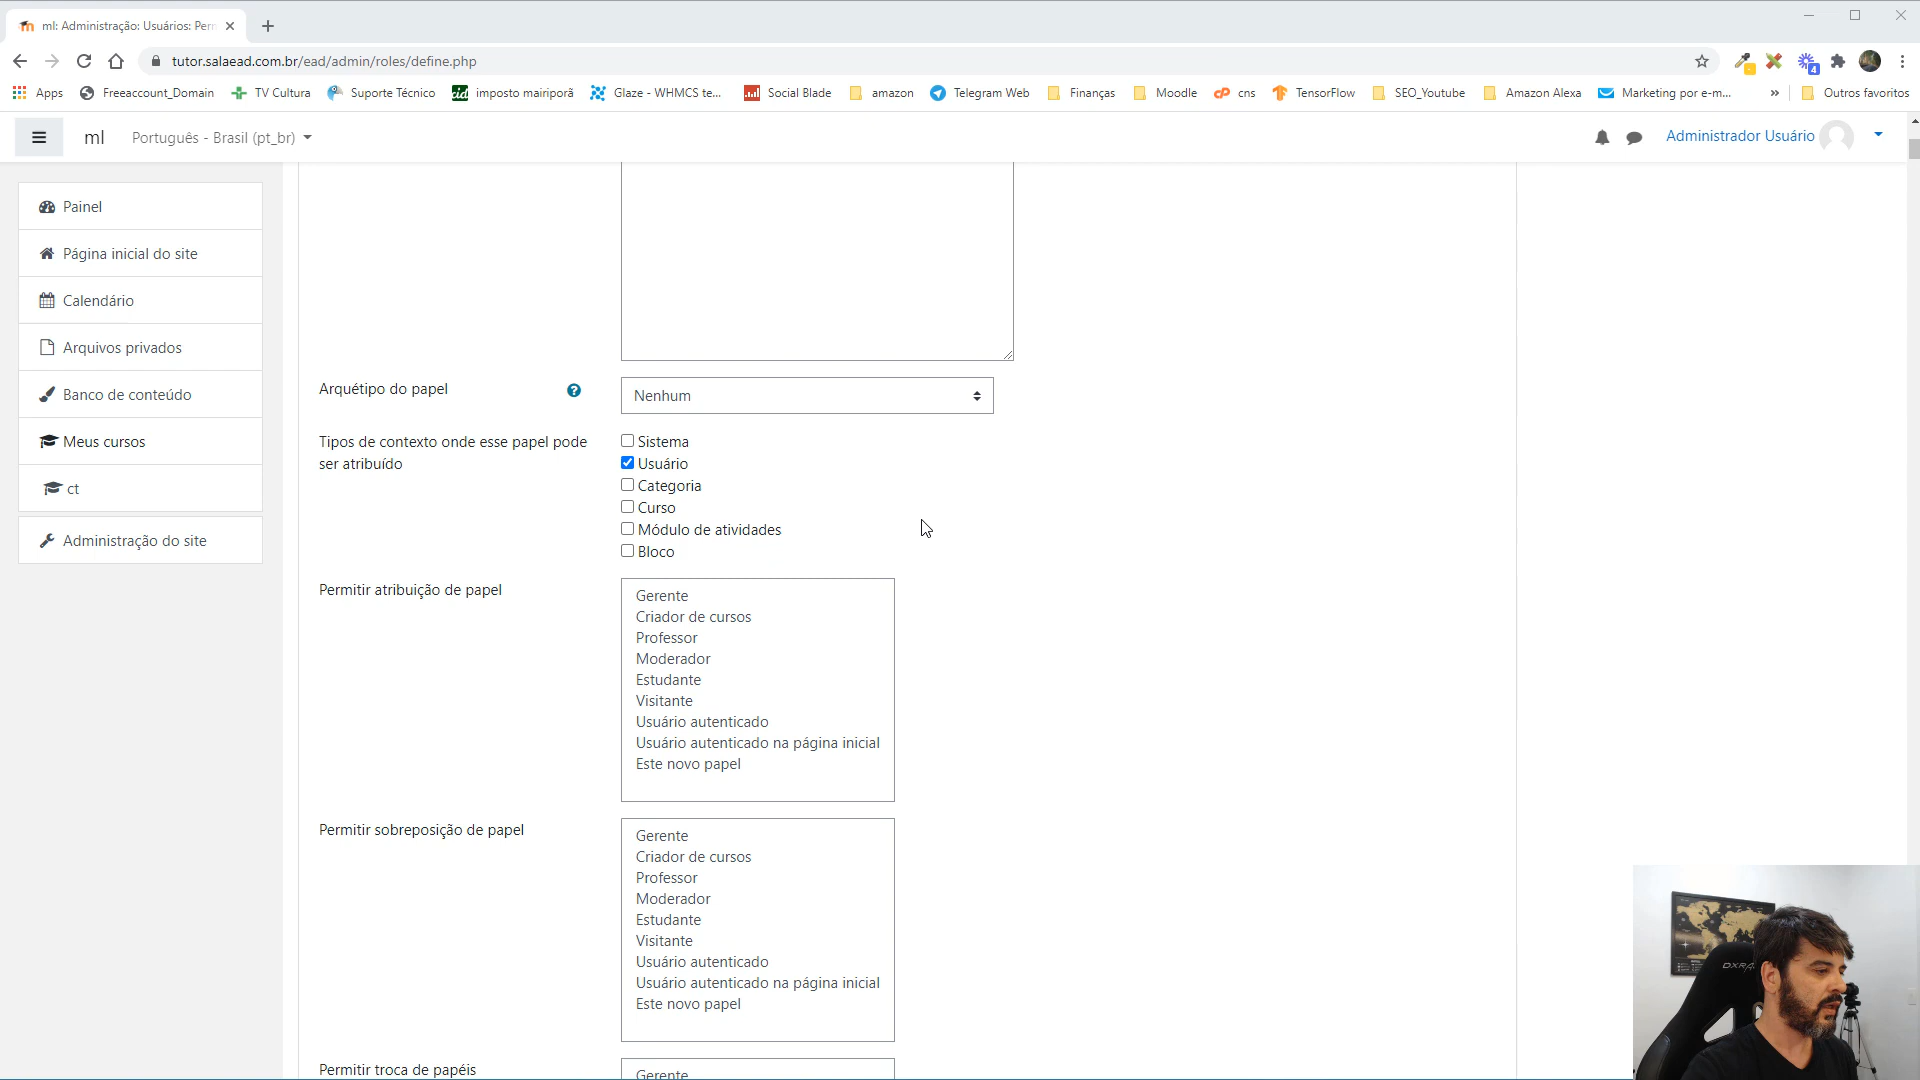 ml: Administração: Usuários: Perm
tutor.salaead.com.br/ead/admin/roles/define.php
4
Apps
Freeaccount_Domain
TV Cultura
Suporte Técnico
cid
imposto mairiporã
Glaze - WHMCS te...
Social Blade
amazon
Telegram Web
Finanças
Moodle
cP
cns
TensorFlow
SEO_Youtube
Amazon Alexa
Marketing por e-m...
»
Outros favoritos
ml
Português - Brasil (pt_br)
Administrador Usuário
Painel
Página inicial do site
Calendário
Arquivos privados
Banco de conteúdo
Meus cursos
ct
Administração do site
Arquétipo do papel
?
Nenhum
Tipos de contexto onde esse papel pode
ser atribuído
Sistema
Usuário
Categoria
Curso
Módulo de atividades
Bloco
Permitir atribuição de papel
Gerente
Criador de cursos
Professor
Moderador
Estudante
Visitante
Usuário autenticado
Usuário autenticado na página inicial
Este novo papel
Permitir sobreposição de papel
Gerente
Criador de cursos
Professor
Moderador
Estudante
Visitante
Usuário autenticado
Usuário autenticado na página inicial
Este novo papel
Permitir troca de papéis
Gerente
DXRA